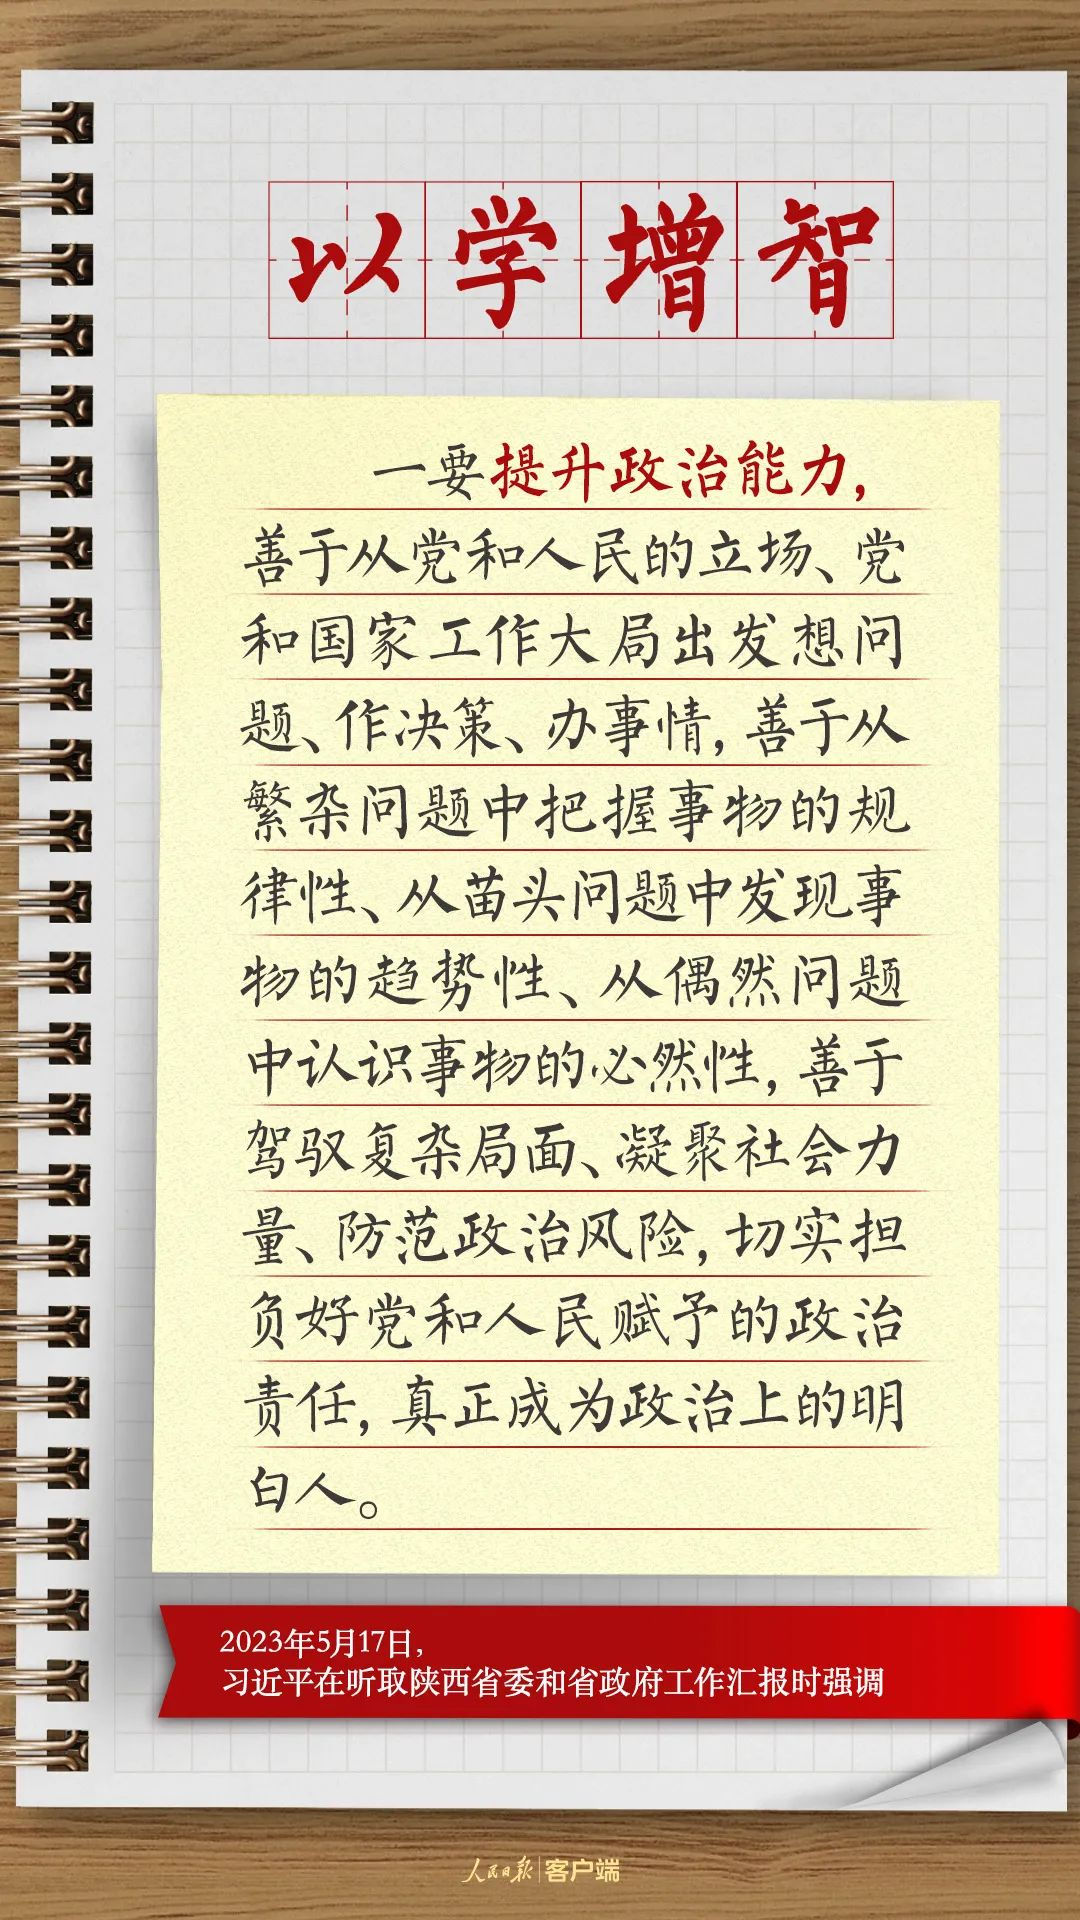 以学增智
一要提升政治能力，
善于从党和人民的立场、党
和国家工作大局出发想问
题、作决策、办事情，善于从
繁杂问题中把握事物的规
律性、从苗头问题中发现事
物的趋势性、从偶然问题
中认识事物的必然性，善于
驾驭复杂局面、凝聚社会力
量、防范政治风险，切实担
负好党和人民赋予的政治
责任，真正成为政治上的明
白人。
2023年5月17日，
习近平在听取陕西省委和省政府工作汇报时强调
人民日报|客户端